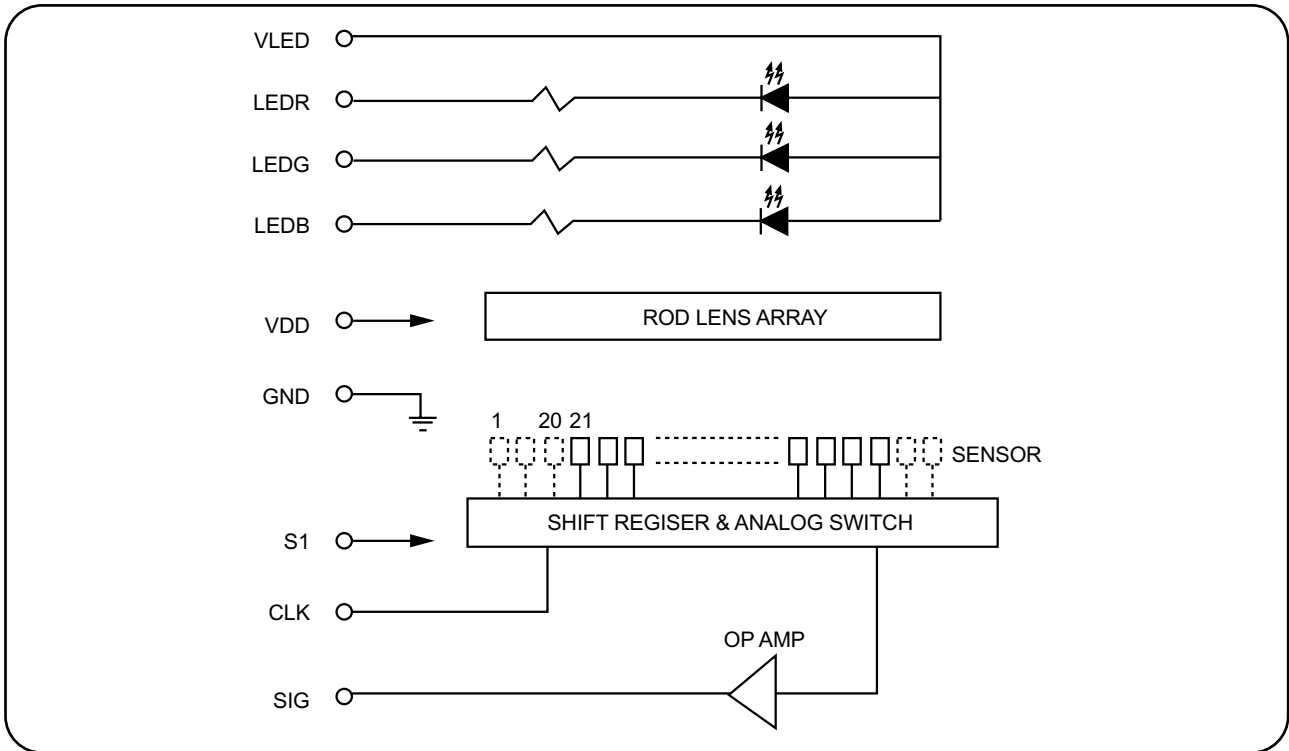 VLED
LEDR
LEDG
LEDB
VDD
ROD LENS ARRAY
GND
1 20 21
SENSOR
SHIFT REGISER & ANALOG SWITCH
S1
CLK
OP AMP
SIG